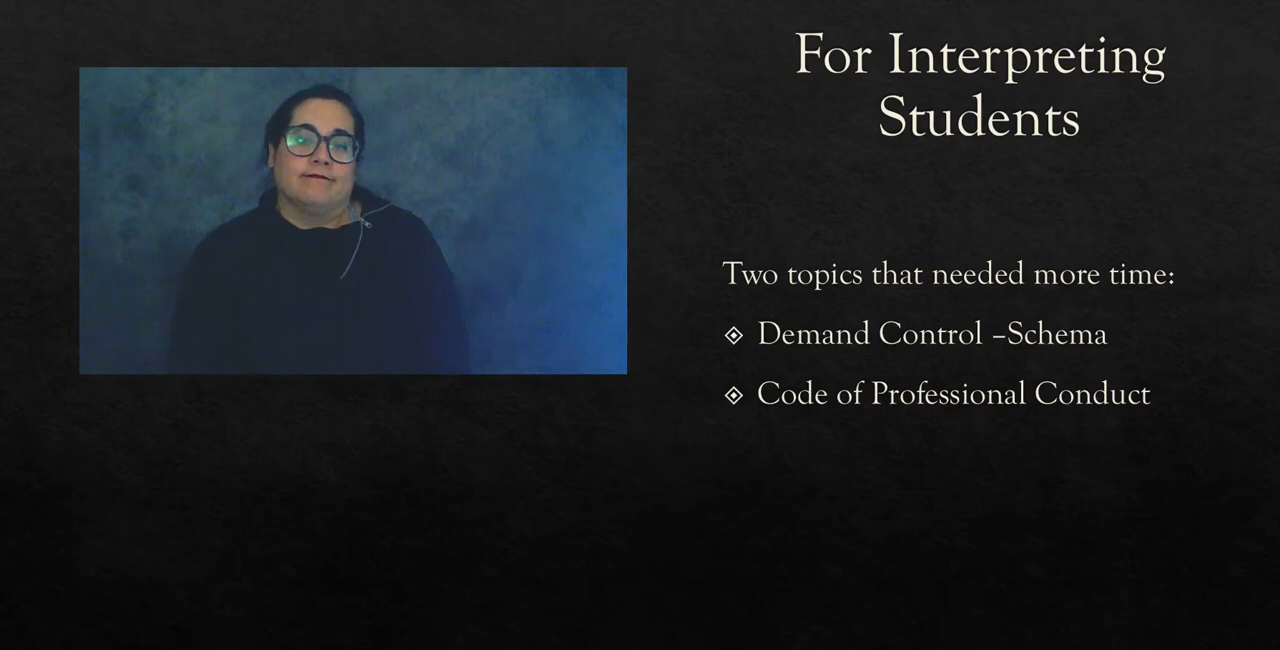 For Interpreting
Students
Two topics that needed more time:
Demand Control –Schema
Code of Professional Conduct